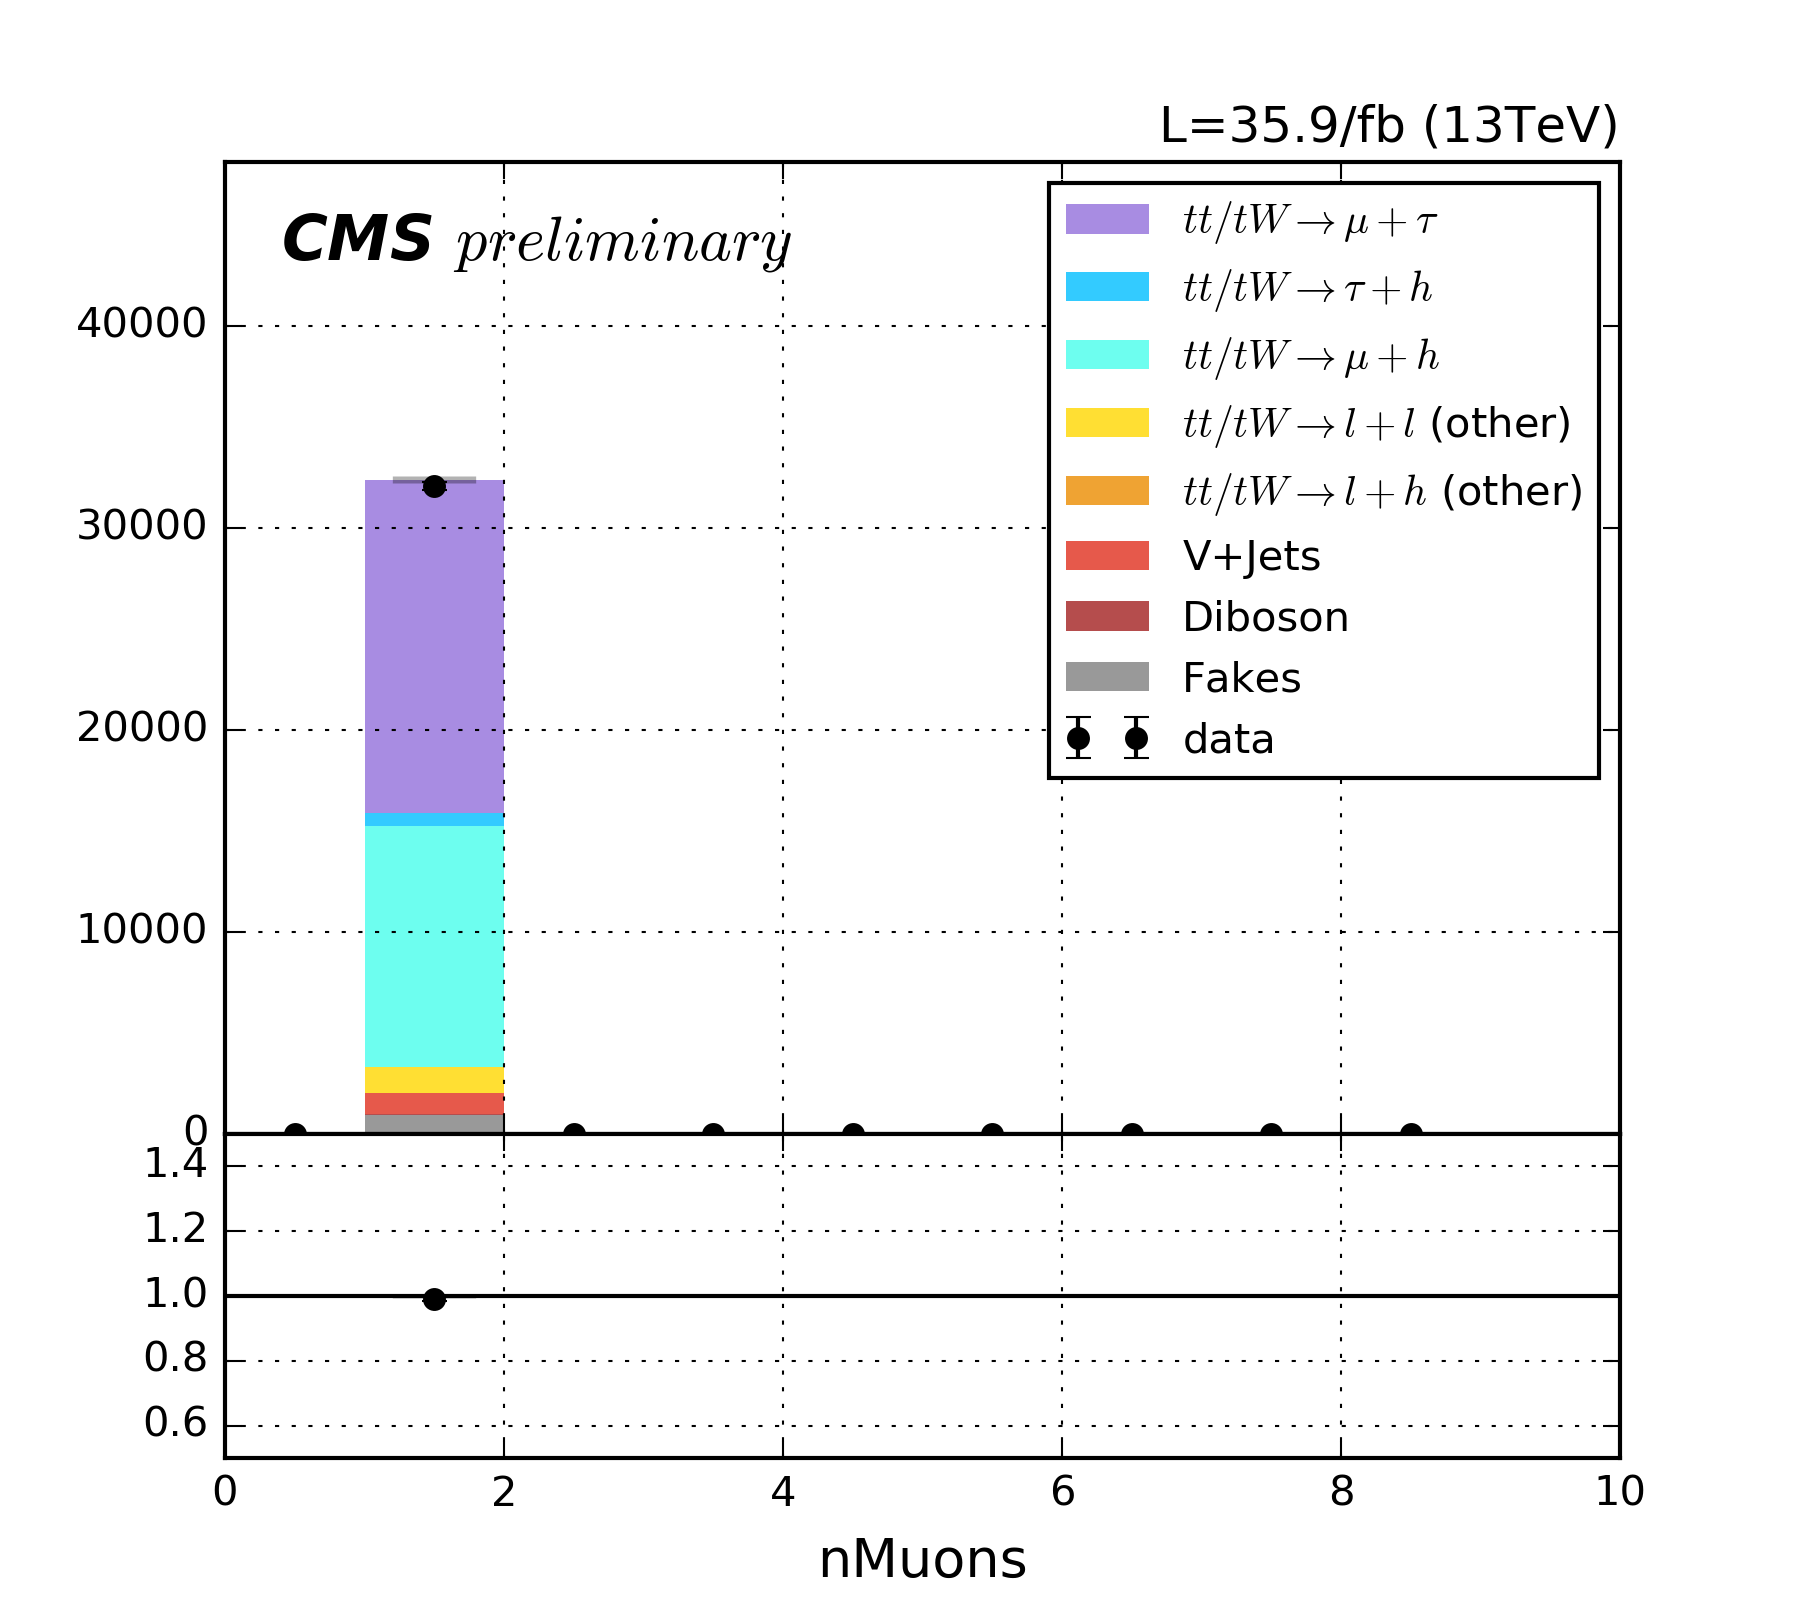 L=35.9/fb (13TeV)
CMS preliminary
tt/tW → μ + τ
tt/tW → τ + h
tt/tW → μ + h
tt/tW → l + l (other)
tt/tW → l + h (other)
V+Jets
Diboson
Fakes
data
40000
30000
20000
10000
0
1.4
1.2
1.0
0.8
0.6
0 2 4 6 8 10
nMuons